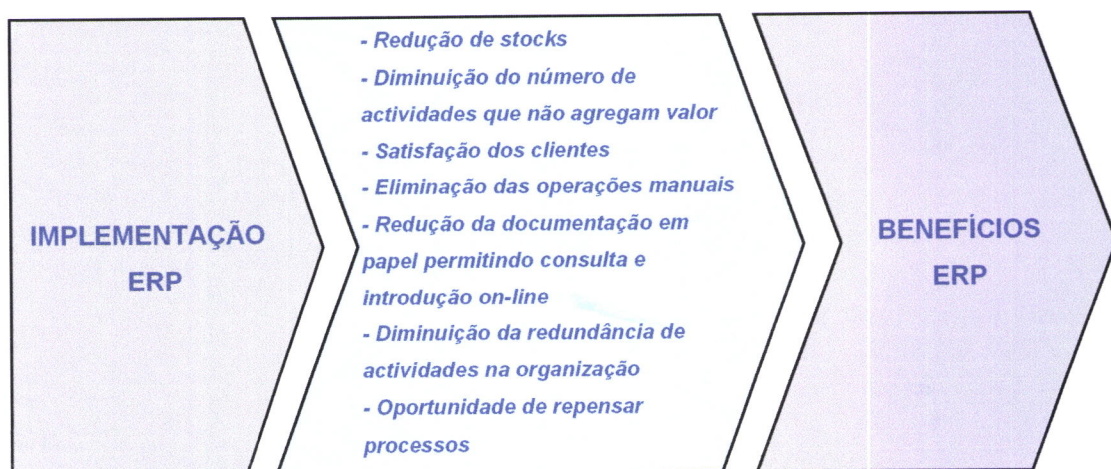 IMPLEMENTAÇÃO
ERP
- Redução de stocks
- Diminuição do número de
actividades que não agregam valor
- Satisfação dos clientes
- Eliminação das operações manuais
- Redução da documentação em
papel permitindo consulta e
introdução on-line
- Diminuição da redundância de
actividades na organização
- Oportunidade de repensar
processos
BENEFÍCIOS
ERP